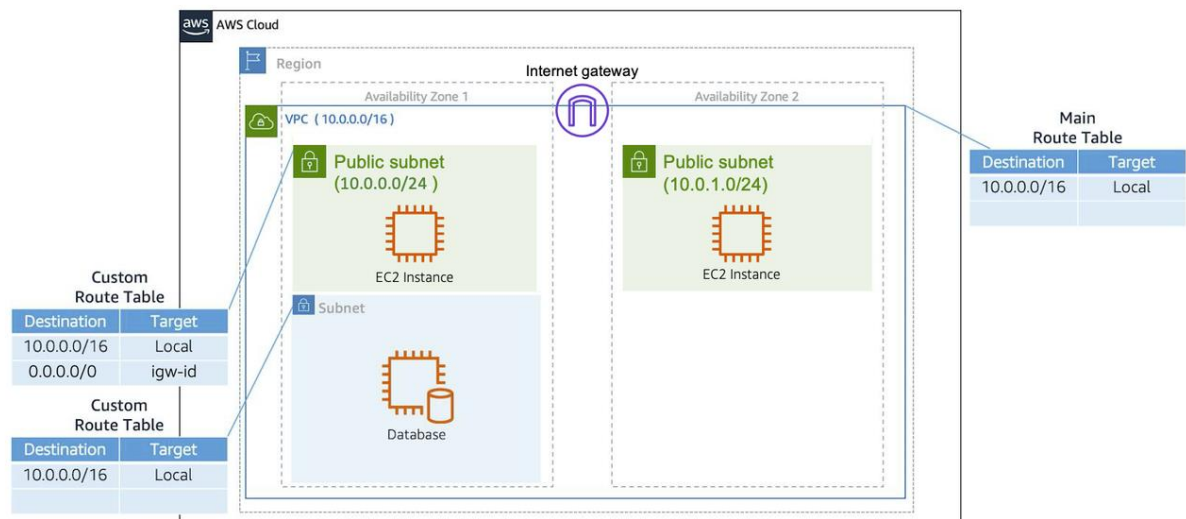 aws AWS Cloud
Region
Internet gateway
Availability Zone 1
Availability Zone 2
VPC ( 10.0.0.0/16 )
Main
Route Table
Destination Target
10.0.0.0/16 Local
Public subnet
(10.0.0.0/24 )
EC2 Instance
Public subnet
(10.0.1.0/24)
EC2 Instance
Custom
Route Table
Destination Target
10.0.0.0/16 Local
0.0.0.0/0 igw-id
Subnet
Database
Custom
Route Table
Destination Target
10.0.0.0/16 Local